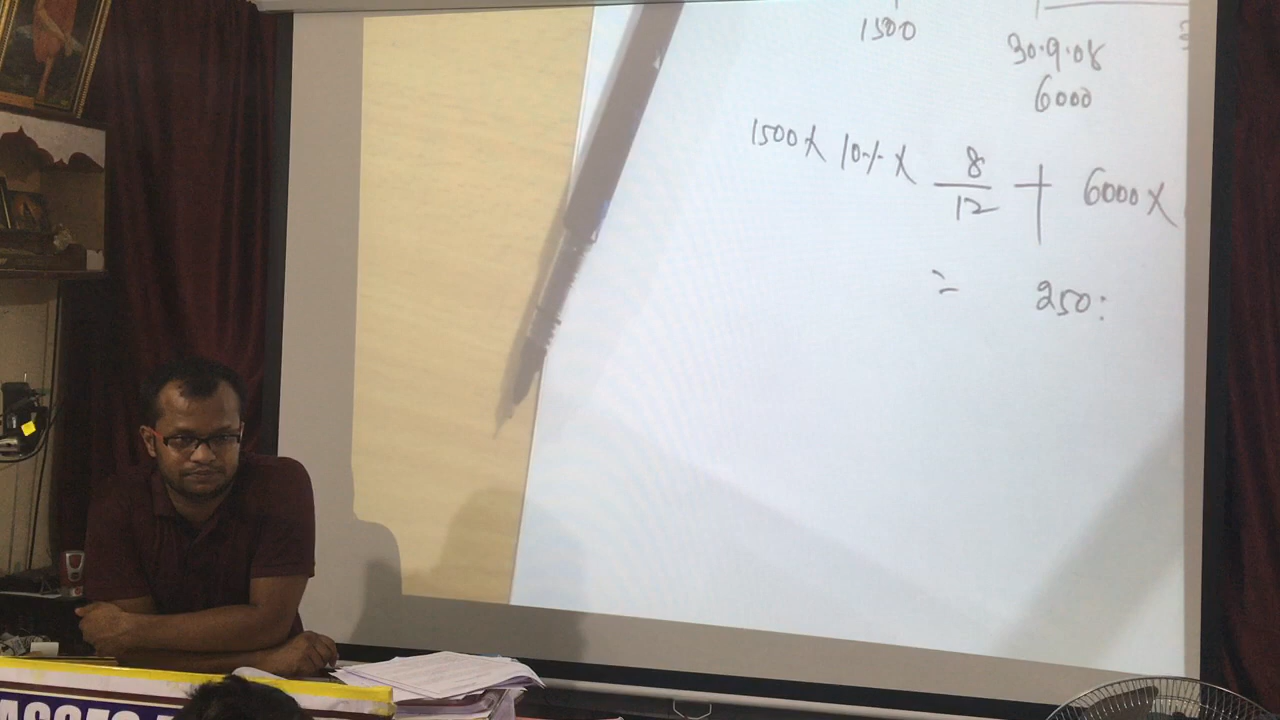 1500
30.9.08
6000
1500 x 10% x 8/12 + 6000 x
= 250: